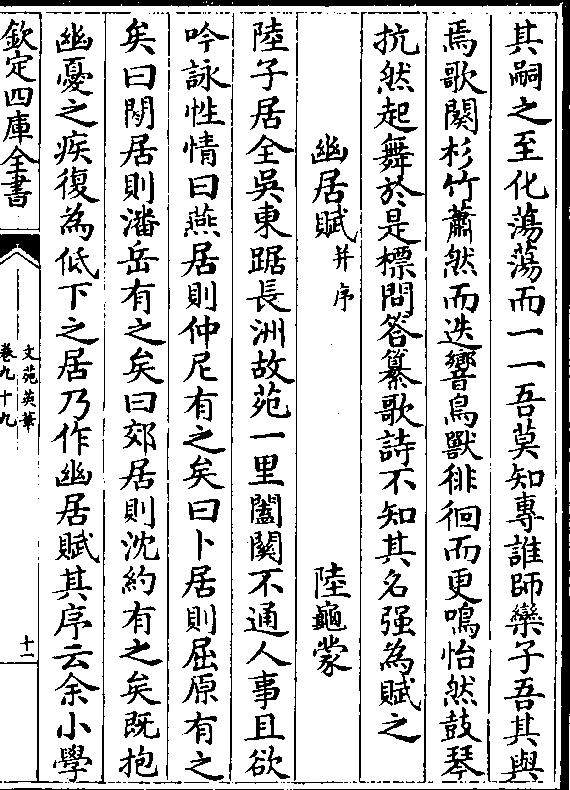 其嗣之至化蕩蕩而一一吾莫知專誰師欒子吾其與
焉歌闋杉竹蕭然而迭響鳥獸徘徊而更鳴怡然鼓琴
抗然起舞於是標問答纂歌詩不知其名强為賦之
幽居賦并序 陸龜蒙
陸子居全吳東踞長洲故苑一里闔闋不通人事且欲
吟詠性情曰燕居則仲尼有之矣曰卜居則屈原有之
矣曰閒居則潘岳有之矣曰郊居則沈約有之矣既抱
幽憂之疾復為低下之居乃作幽居賦其序云余小學
欽定四庫全書
文苑英華
卷九十九
十一